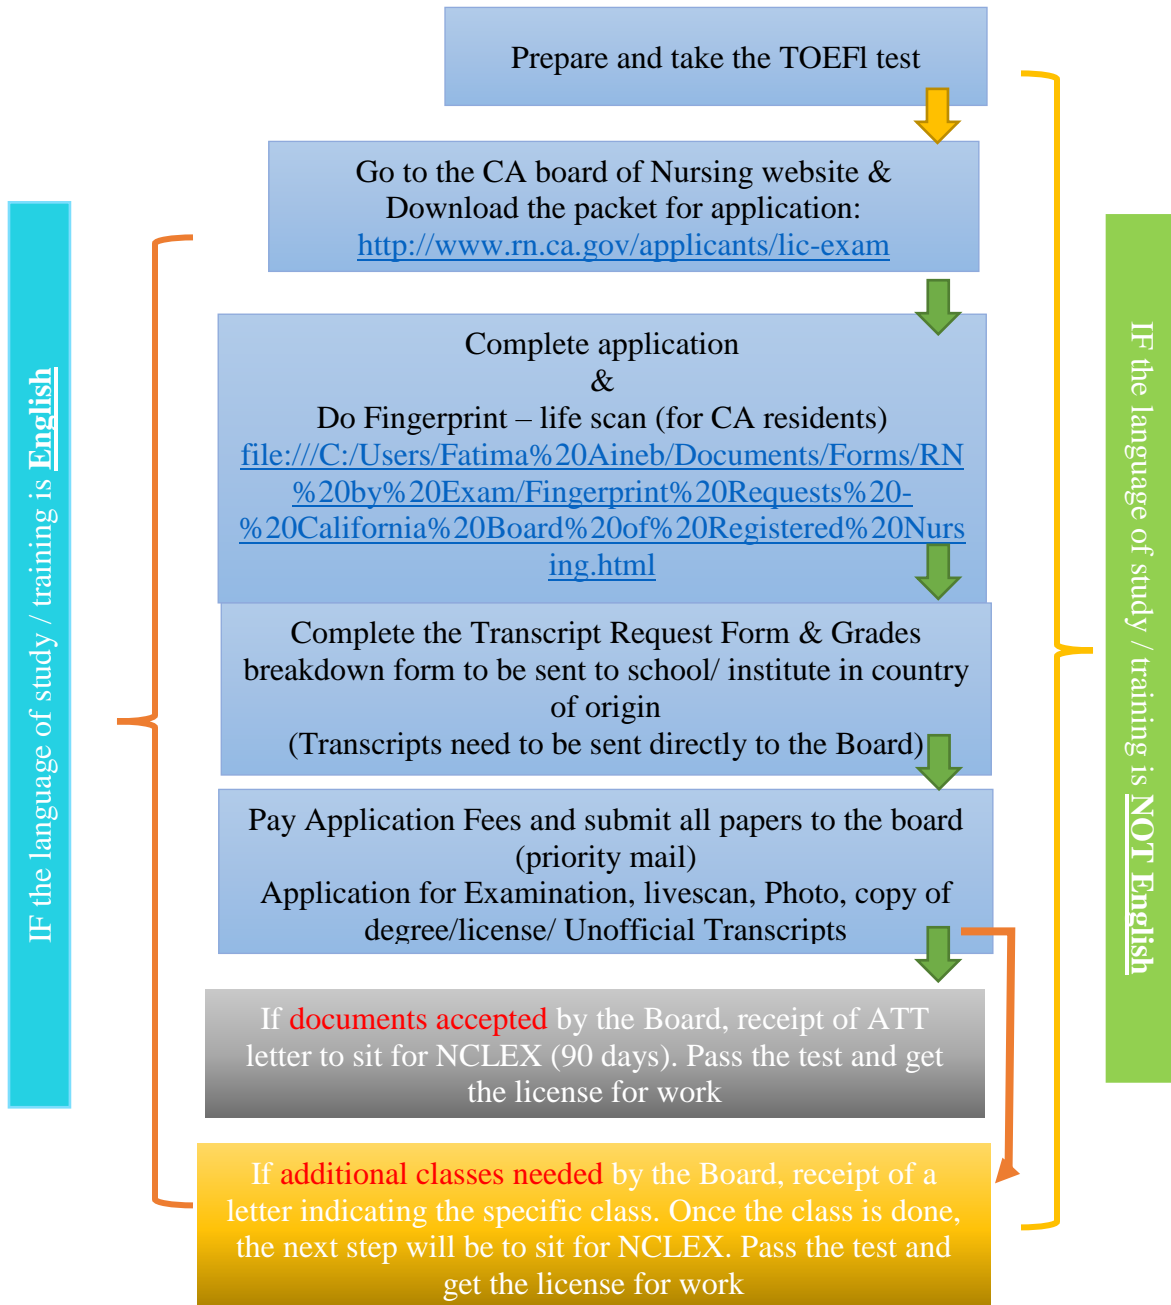 Prepare and take the TOEFl test
Go to the CA board of Nursing website &
Download the packet for application:
http://www.rn.ca.gov/applicants/lic-exam
Complete application
&
Do Fingerprint – life scan (for CA residents)
file:///C:/Users/Fatima%20Aineb/Documents/Forms/RN
%20by%20Exam/Fingerprint%20Requests%20-
%20California%20Board%20of%20Registered%20Nurs
ing.html
Complete the Transcript Request Form & Grades
breakdown form to be sent to school/ institute in country
of origin
(Transcripts need to be sent directly to the Board)
Pay Application Fees and submit all papers to the board
(priority mail)
Application for Examination, livescan, Photo, copy of
degree/license/ Unofficial Transcripts
If documents accepted by the Board, receipt of ATT
letter to sit for NCLEX (90 days). Pass the test and get
the license for work
If additional classes needed by the Board, receipt of a
letter indicating the specific class. Once the class is done,
the next step will be to sit for NCLEX. Pass the test and
get the license for work
IF the language of study / training is English
IF the language of study / training is NOT English